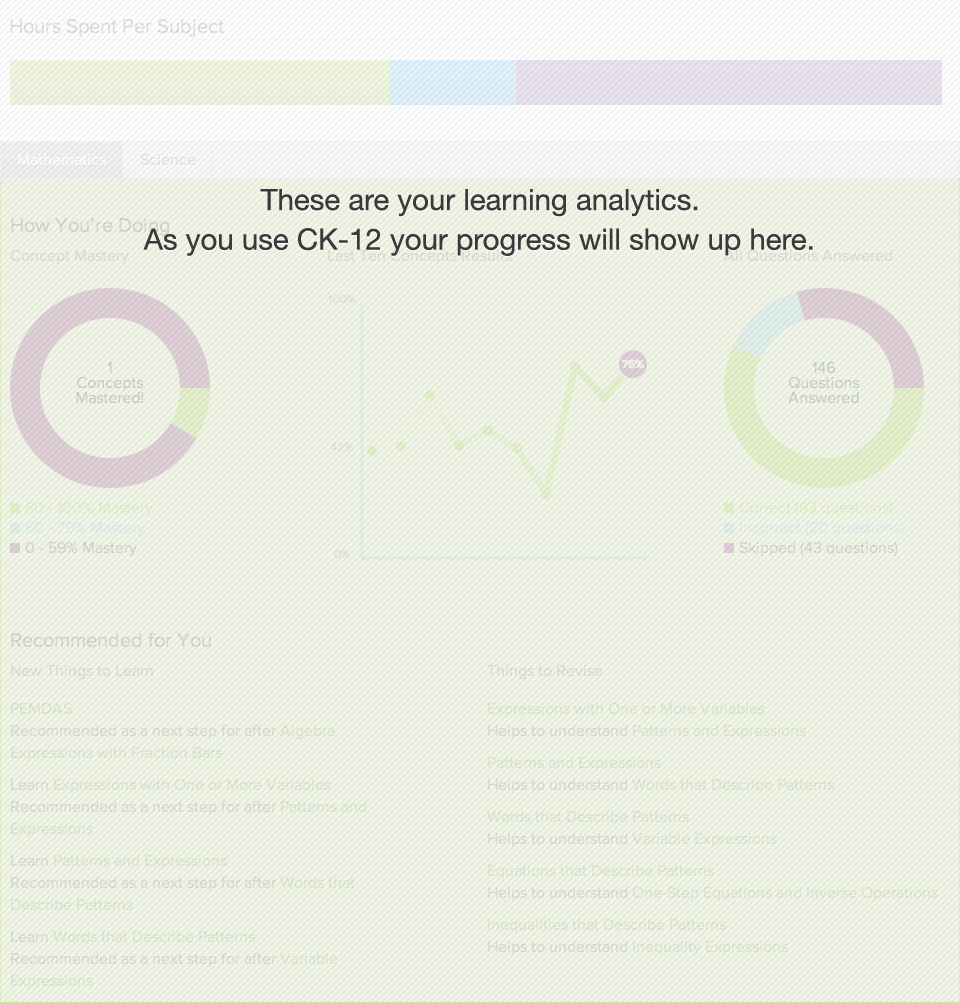 Hours Spent Per Subject
Mathematics
Science
These are your learning analytics.
As you use CK-12 your progress will show up here.
How You're Doing
Concept Mastery
Last Ten Concepts Results
All Questions Answered
1
Concepts
Mastered!
80 - 100% Mastery
60 - 79% Mastery
0 - 59% Mastery
100%
42%
0%
76%
146
Questions
Answered
Correct (83 questions)
Incorrect (20 questions)
Skipped (43 questions)
Recommended for You
New Things to Learn
PEMDAS
Recommended as a next step for after Algebra
Expressions with Fraction Bars
Learn Expressions with One or More Variables
Recommended as a next step for after Patterns and
Expressions
Learn Patterns and Expressions
Recommended as a next step for after Words that
Describe Patterns
Learn Words that Describe Patterns
Recommended as a next step for after Variable
Expressions
Things to Revise
Expressions with One or More Variables
Helps to understand Patterns and Expressions
Patterns and Expressions
Helps to understand Words that Describe Patterns
Words that Describe Patterns
Helps to understand Variable Expressions
Equations that Describe Patterns
Helps to understand One-Step Equations and Inverse Operations
Inequalities that Describe Patterns
Helps to understand Inequality Expressions